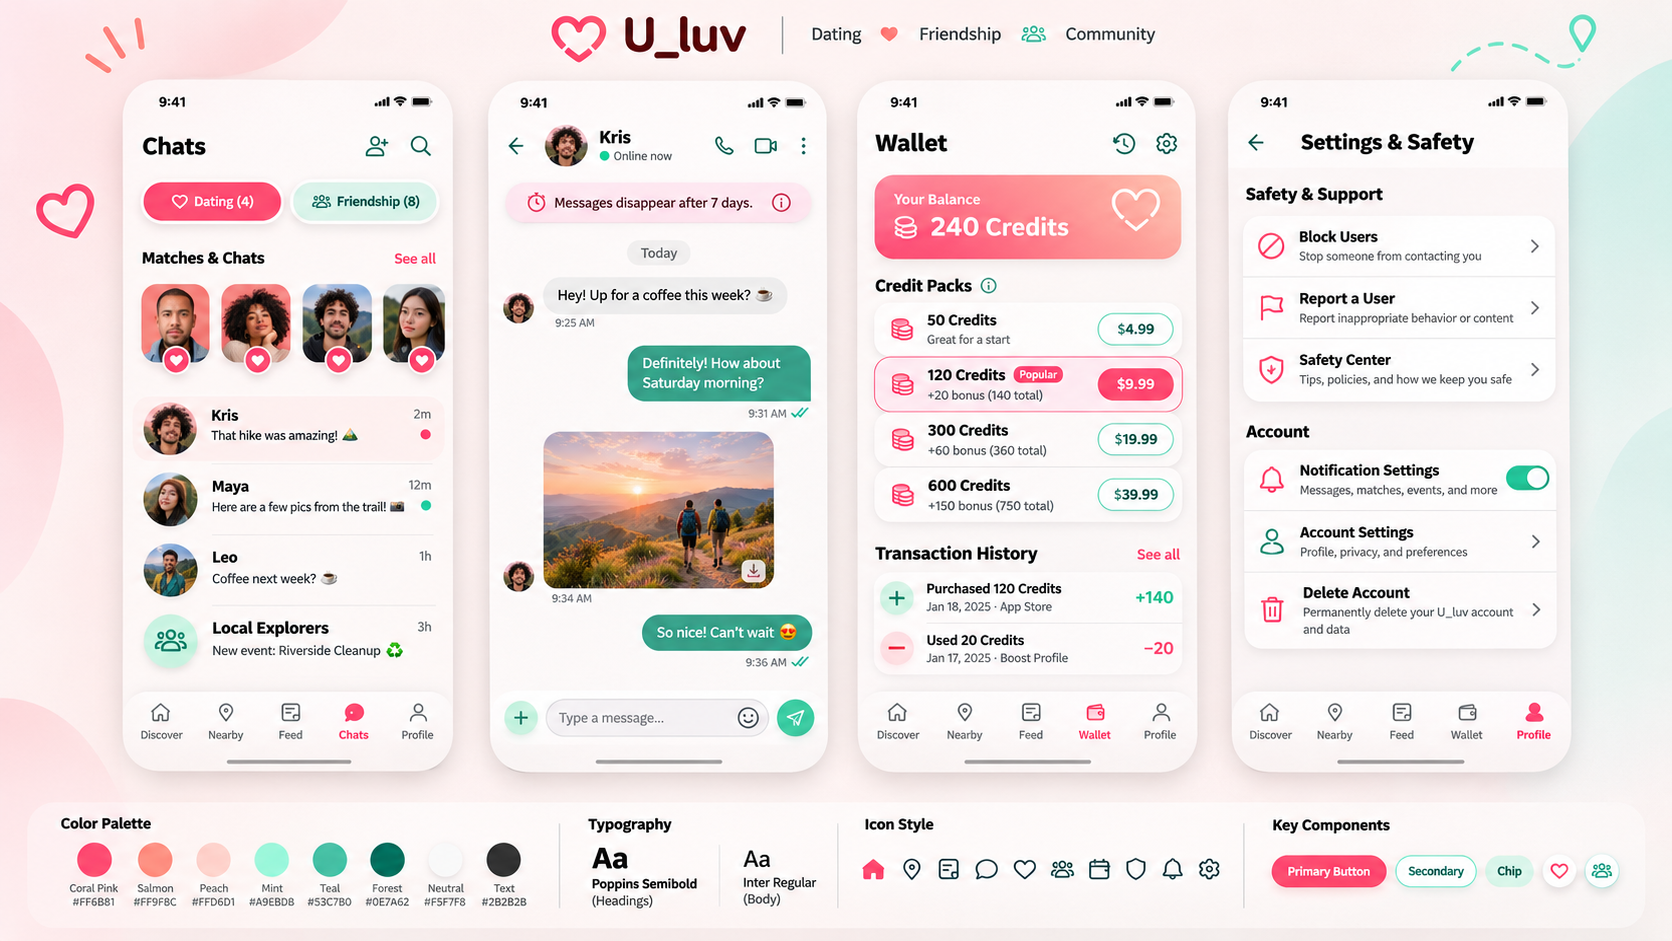 U_luv
Dating
Friendship
Community
9:41
Chats
Dating (4)
Friendship (8)
Matches & Chats
See all
Kris
2m
That hike was amazing! 🏕️
Maya
12m
Here are a few pics from the trail! 📸
Leo
1h
Coffee next week? ☕
Local Explorers
3h
New event: Riverside Cleanup ♻️
Discover
Nearby
Feed
Chats
Profile
9:41
Kris
Online now
Messages disappear after 7 days.
Today
Hey! Up for a coffee this week? ☕
9:25 AM
Definitely! How about
Saturday morning?
9:31 AM
9:34 AM
So nice! Can't wait 😍
9:36 AM
Type a message...
9:41
Wallet
Your Balance
240 Credits
Credit Packs
50 Credits
Great for a start
$4.99
120 Credits
Popular
+20 bonus (140 total)
$9.99
300 Credits
+60 bonus (360 total)
$19.99
600 Credits
+150 bonus (750 total)
$39.99
Transaction History
See all
Purchased 120 Credits
Jan 18, 2025 · App Store
+140
Used 20 Credits
Jan 17, 2025 · Boost Profile
−20
Discover
Nearby
Feed
Wallet
Profile
9:41
Settings & Safety
Safety & Support
Block Users
Stop someone from contacting you
Report a User
Report inappropriate behavior or content
Safety Center
Tips, policies, and how we keep you safe
Account
Notification Settings
Messages, matches, events, and more
Account Settings
Profile, privacy, and preferences
Delete Account
Permanently delete your U_luv account
and data
Discover
Nearby
Feed
Wallet
Profile
Color Palette
Coral Pink
#FF6B81
Salmon
#FF9F8C
Peach
#FFD6D1
Mint
#A9EBD8
Teal
#53C7B0
Forest
#0E7A62
Neutral
#F5F7F8
Text
#2B2B2B
Typography
Aa
Poppins Semibold
(Headings)
Aa
Inter Regular
(Body)
Icon Style
Key Components
Primary Button
Secondary
Chip